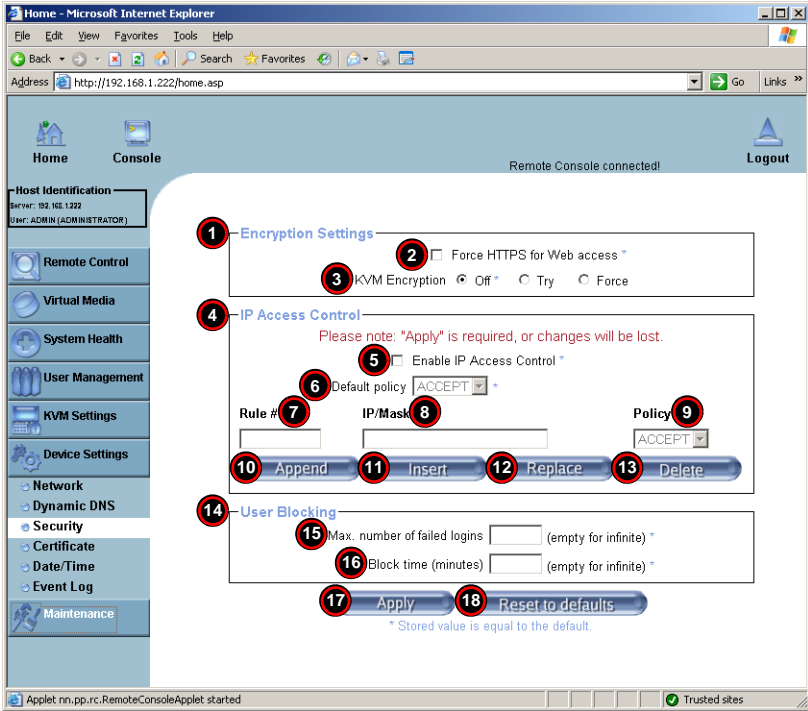 Home - Microsoft Internet Explorer
File Edit View Favorites Tools Help
Back Search Favorites
Address http://192.168.1.222/home.asp Go Links »
Home Console Remote Console connected! Logout
Host Identification
Server: 192.168.1.222
User: ADMIN (ADMINISTRATOR)
Remote Control
Virtual Media
System Health
User Management
KVM Settings
Device Settings
Network
Dynamic DNS
Security
Certificate
Date/Time
Event Log
Maintenance
1 Encryption Settings
2 Force HTTPS for Web access *
3 KVM Encryption Off * Try Force
4 IP Access Control
Please note: "Apply" is required, or changes will be lost.
5 Enable IP Access Control *
6 Default policy ACCEPT *
Rule # 7 IP/Mask 8 Policy 9
ACCEPT
10 Append 11 Insert 12 Replace 13 Delete
14 User Blocking
15 Max. number of failed logins (empty for infinite) *
16 Block time (minutes) (empty for infinite) *
17 Apply 18 Reset to defaults
* Stored value is equal to the default.
Applet nn.pp.rc.RemoteConsoleApplet started Trusted sites